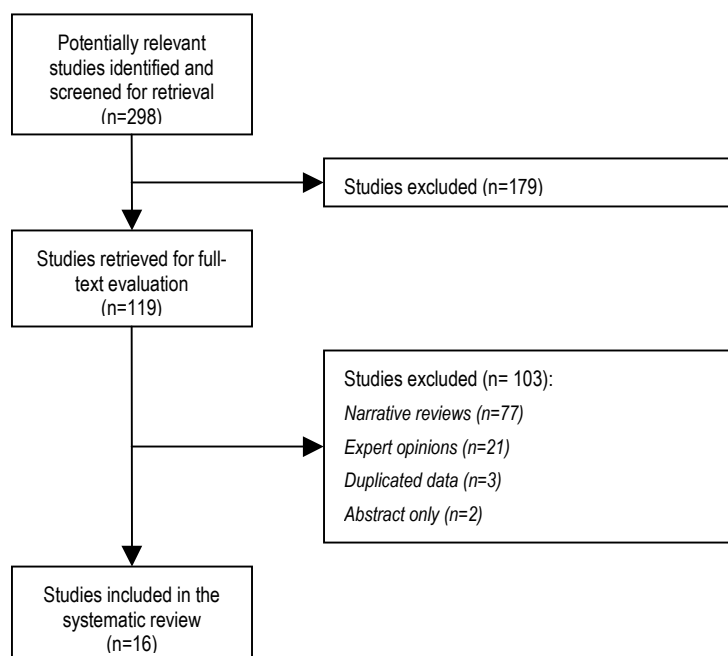 Potentially relevant
studies identified and
screened for retrieval
(n=298)
Studies excluded (n=179)
Studies retrieved for full-
text evaluation
(n=119)
Studies excluded (n= 103):
Narrative reviews (n=77)
Expert opinions (n=21)
Duplicated data (n=3)
Abstract only (n=2)
Studies included in the
systematic review
(n=16)